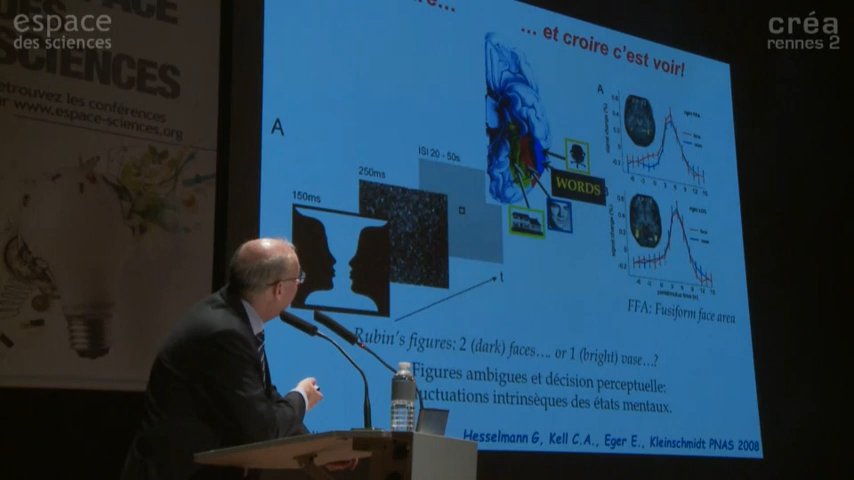 espace
des sciences
créa
rennes 2
SCIENCES
etrouvez les conférences
ur www.espace-sciences.org
... et croire c'est voir!
A
ISI 20 - 50s
250ms
150ms
t
WORDS
A
FFA: Fusiform face area
Rubin's figures: 2 (dark) faces.... or 1 (bright) vase...?
Figures ambigues et décision perceptuelle:
uctuations intrinsèques des états mentaux.
Hesselmann G, Kell C.A., Eger E., Kleinschmidt PNAS 2008